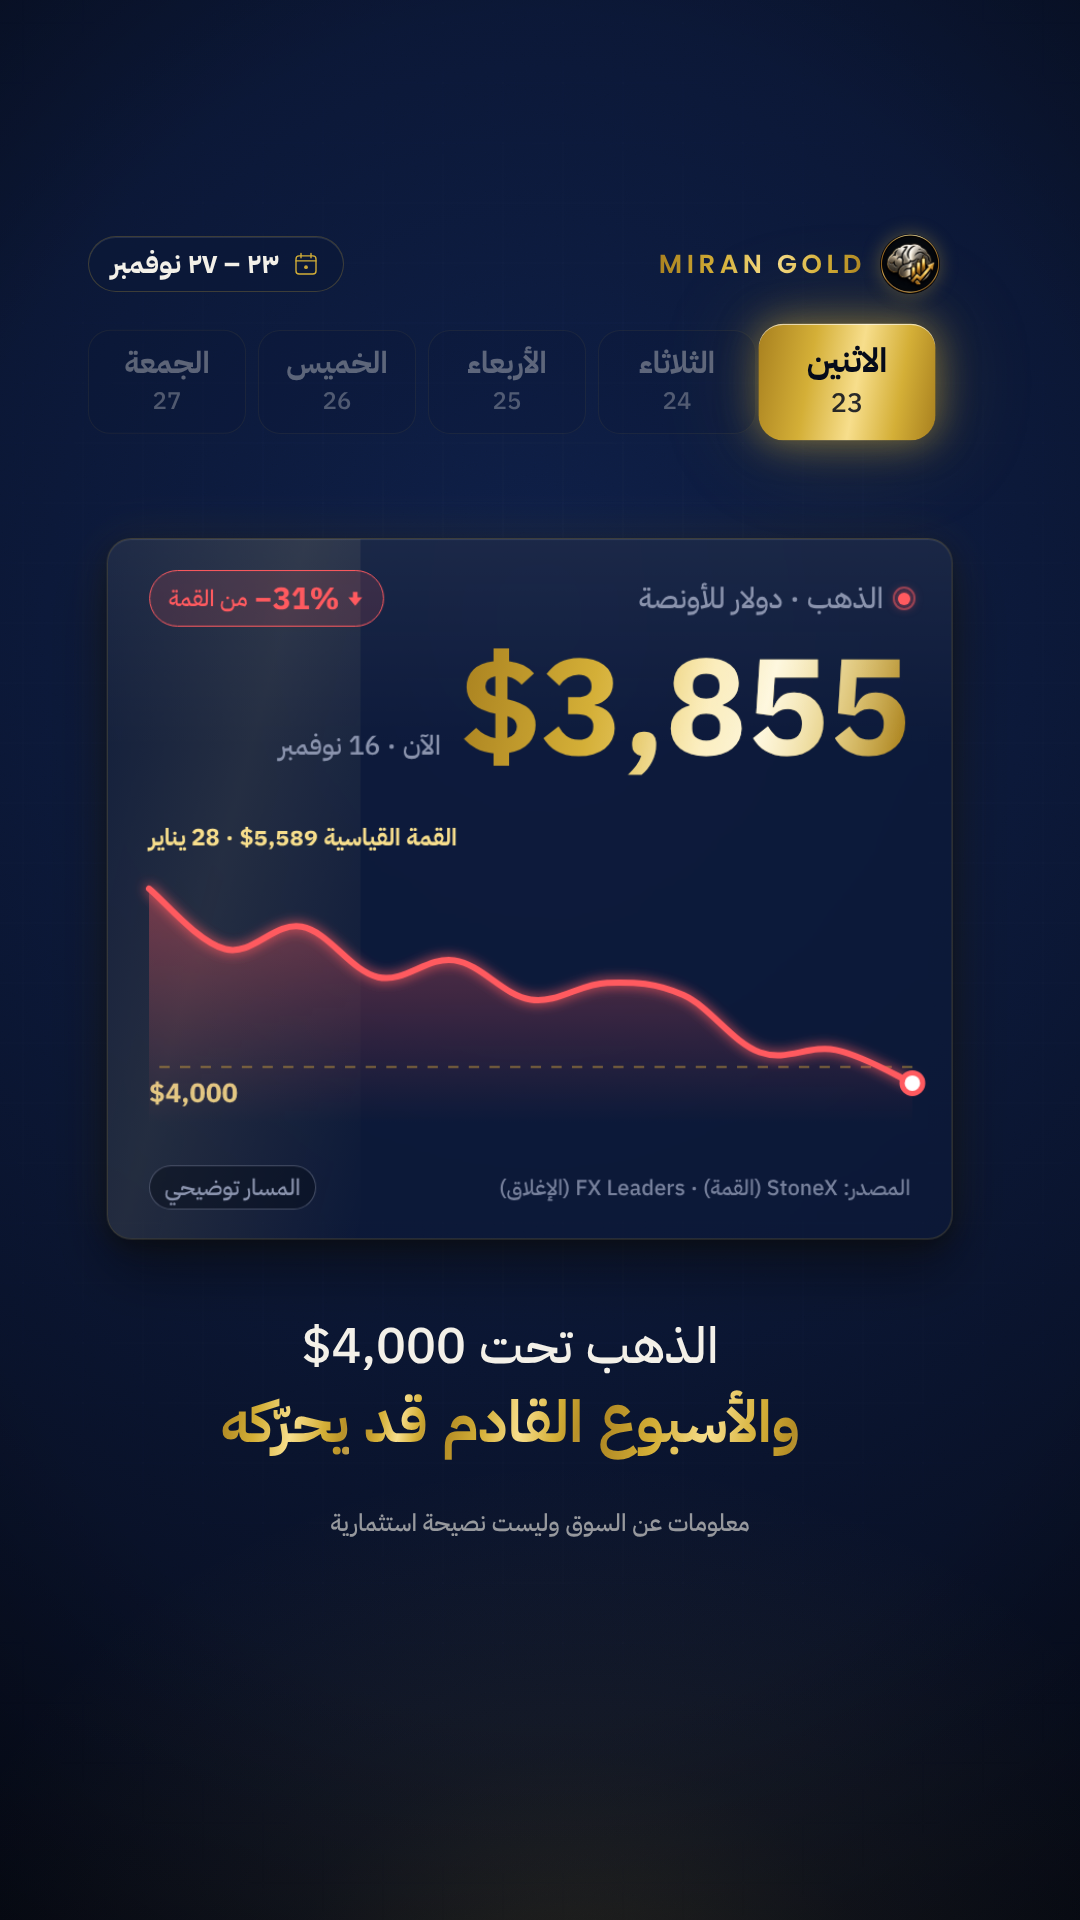 MIRAN GOLD
٢٣ – ٢٧ نوفمبر
الاثنين
23
الثلاثاء
24
الأربعاء
25
الخميس
26
الجمعة
27
الذهب · دولار للأونصة
−31% من القمة
$3,855
الآن · 16 نوفمبر
القمة القياسية $5,589 · 28 يناير
$4,000
المصدر: StoneX (القمة) · FX Leaders (الإغلاق)
المسار توضيحي
الذهب تحت $4,000
والأسبوع القادم قد يحرّكه
معلومات عن السوق وليست نصيحة استثمارية